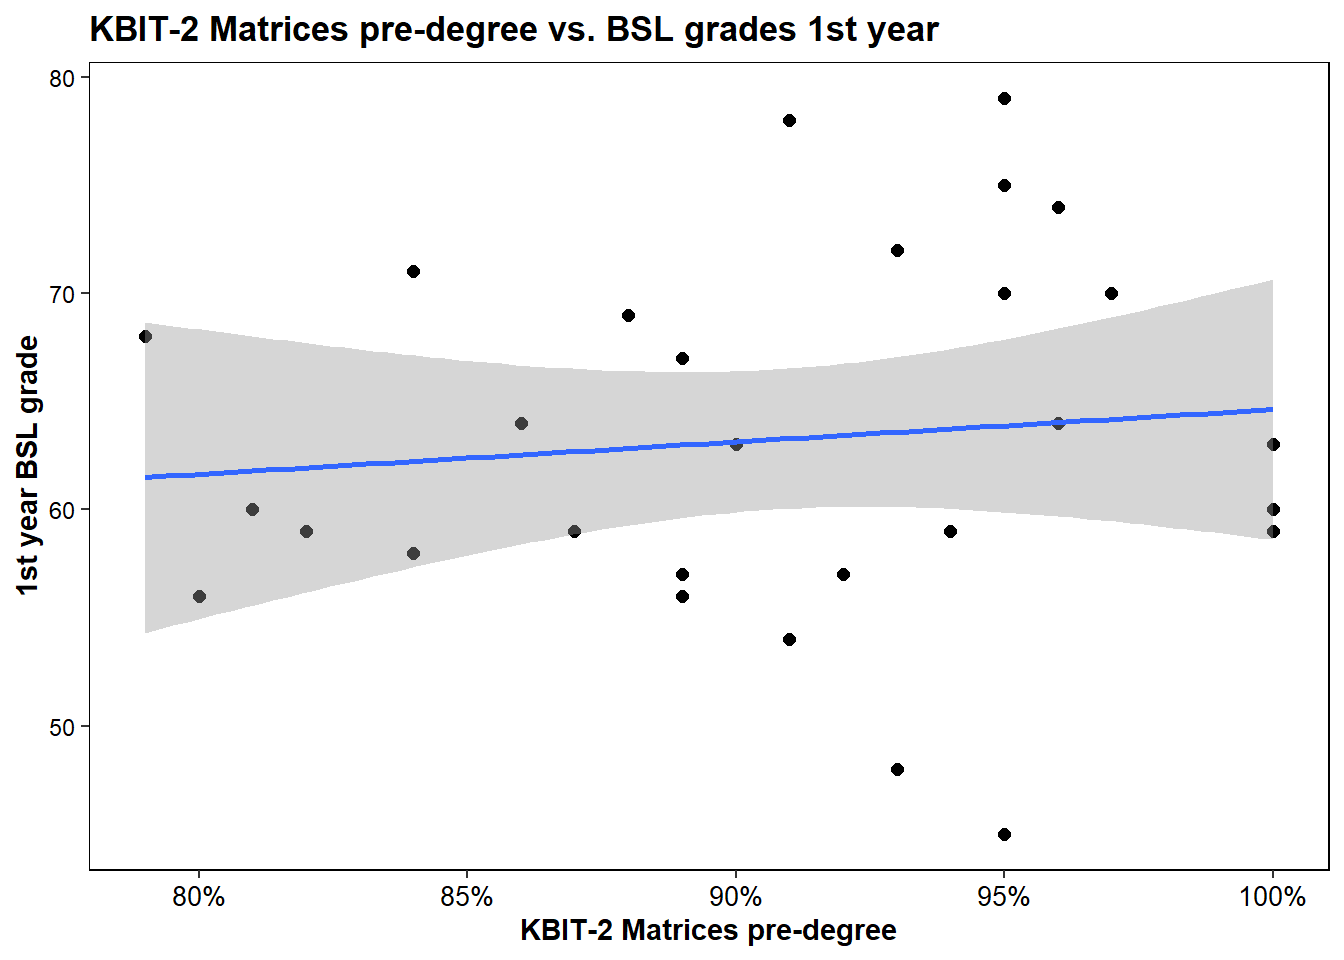 KBIT-2 Matrices pre-degree vs. BSL grades 1st year
80
70
60
50
1st year BSL grade
80% 85% 90% 95% 100%
KBIT-2 Matrices pre-degree